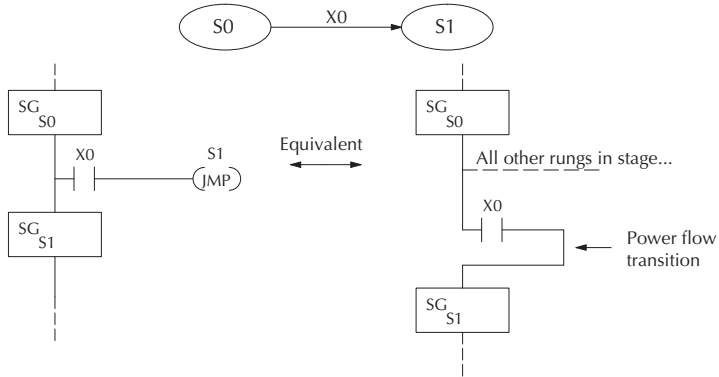 S0 X0 S1
SG
S0
X0
S1
JMP
SG
S1
Equivalent
SG
S0
All other rungs in stage...
X0
Power flow
transition
SG
S1